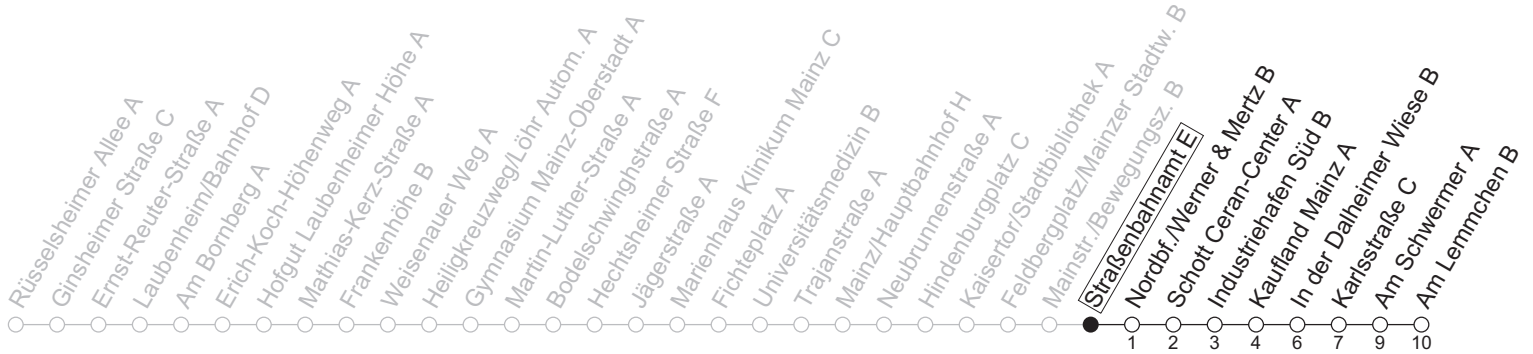 Rüsselsheimer Allee A
Ginsheimer Straße C
Ernst-Reuter-Straße A
Laubenheim/Bahnhof D
Am Bornberg A
Erich-Koch-Höhenweg A
Hofgut Laubenheimer Höhe A
Mathias-Kerz-Straße A
Frankenhöhe B
Weisenauer Weg A
Heiligkreuzweg/Löhr Autom. A
Gymnasium Mainz-Oberstadt A
Martin-Luther-Straße A
Bodelschwinghstraße A
Hechtsheimer Straße F
Jägerstraße A
Marienhaus Klinikum Mainz C
Fichteplatz A
Universitätsmedizin B
Trajanstraße A
Mainz/Hauptbahnhof H
Neubrunnenstraße A
Hindenburgplatz C
Kaisertor/Stadtbibliothek A
Feldbergplatz/Mainzer Stadtw. B
Mainstr./Bewegungsz. B
Straßenbahnamt E
Nordbf./Werner & Mertz B
Schott Ceran-Center A
Industriehafen Süd B
Kaufland Mainz A
In der Dalheimer Wiese B
Karlsstraße C
Am Schwermer A
Am Lemmchen B
1 2 3 4 6 7 9 10